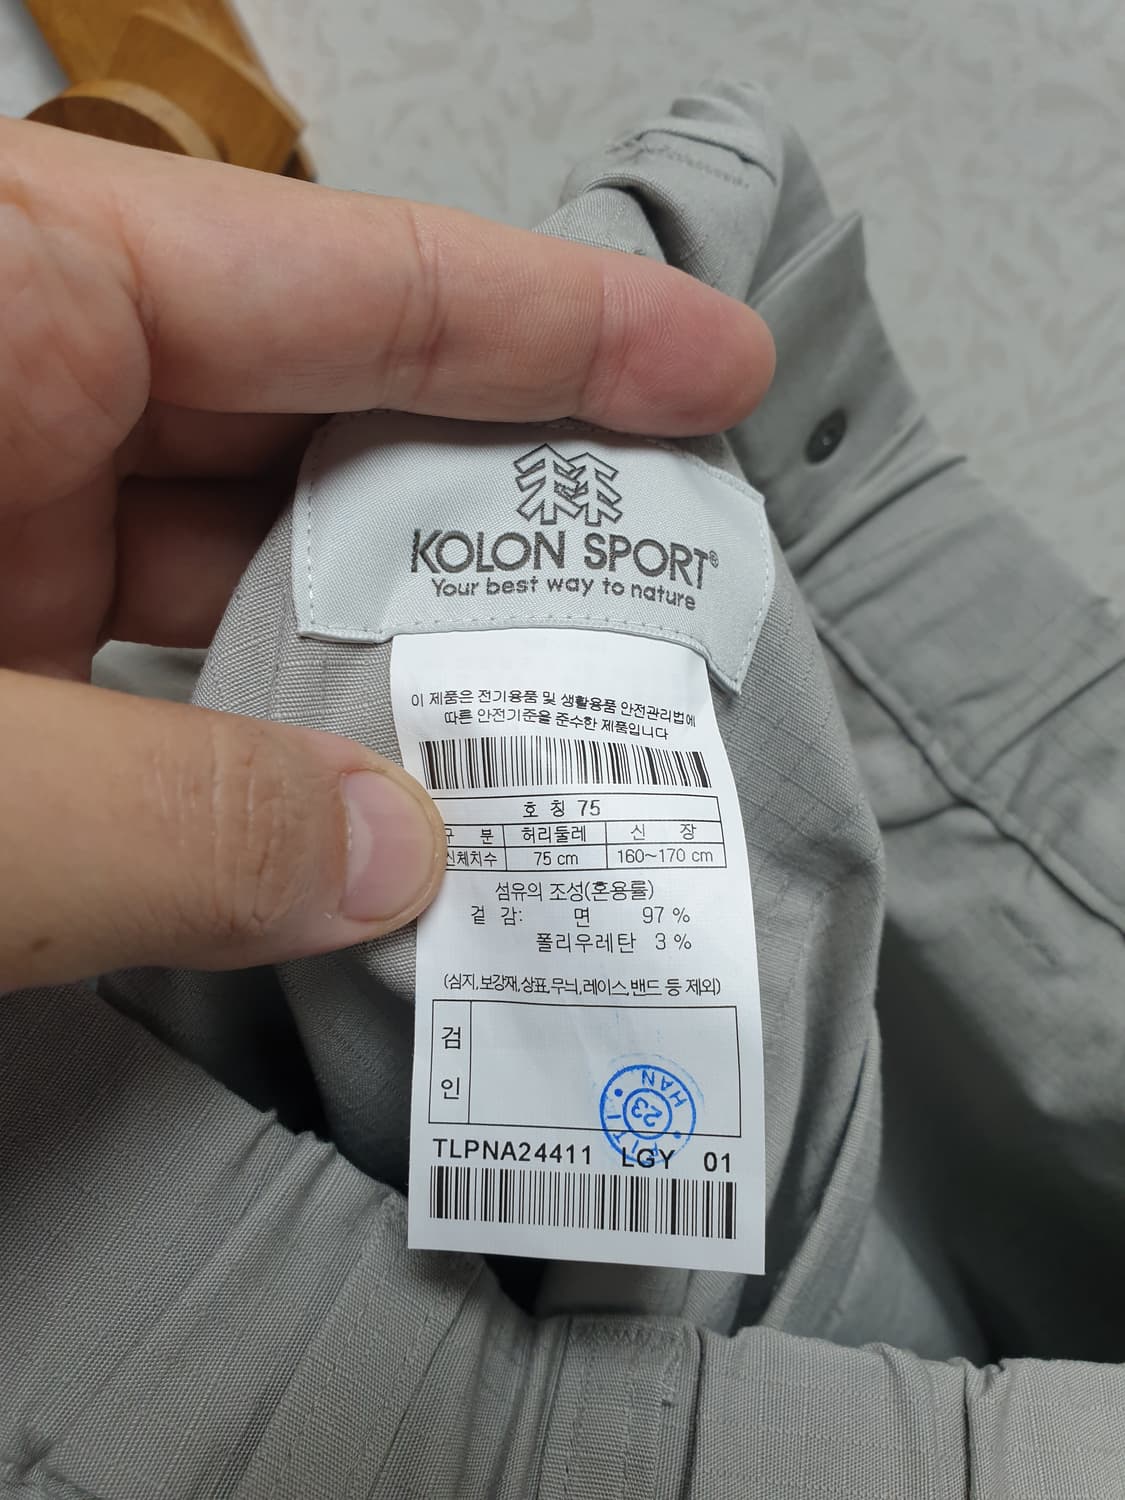 KOLON SPORT®
Your best way to nature
이 제품은 전기용품 및 생활용품 안전관리법에
따른 안전기준을 준수한 제품입니다
호 칭 75
구 분 허리둘레 신 장
신체치수 75 cm 160~170 cm
섬유의 조성(혼용률)
겉 감: 면 97 %
폴리우레탄 3 %
(심지,보강재,상표,무늬,레이스,밴드 등 제외)
검
인
HAN
23
FITI
TLPNA24411 LGY 01